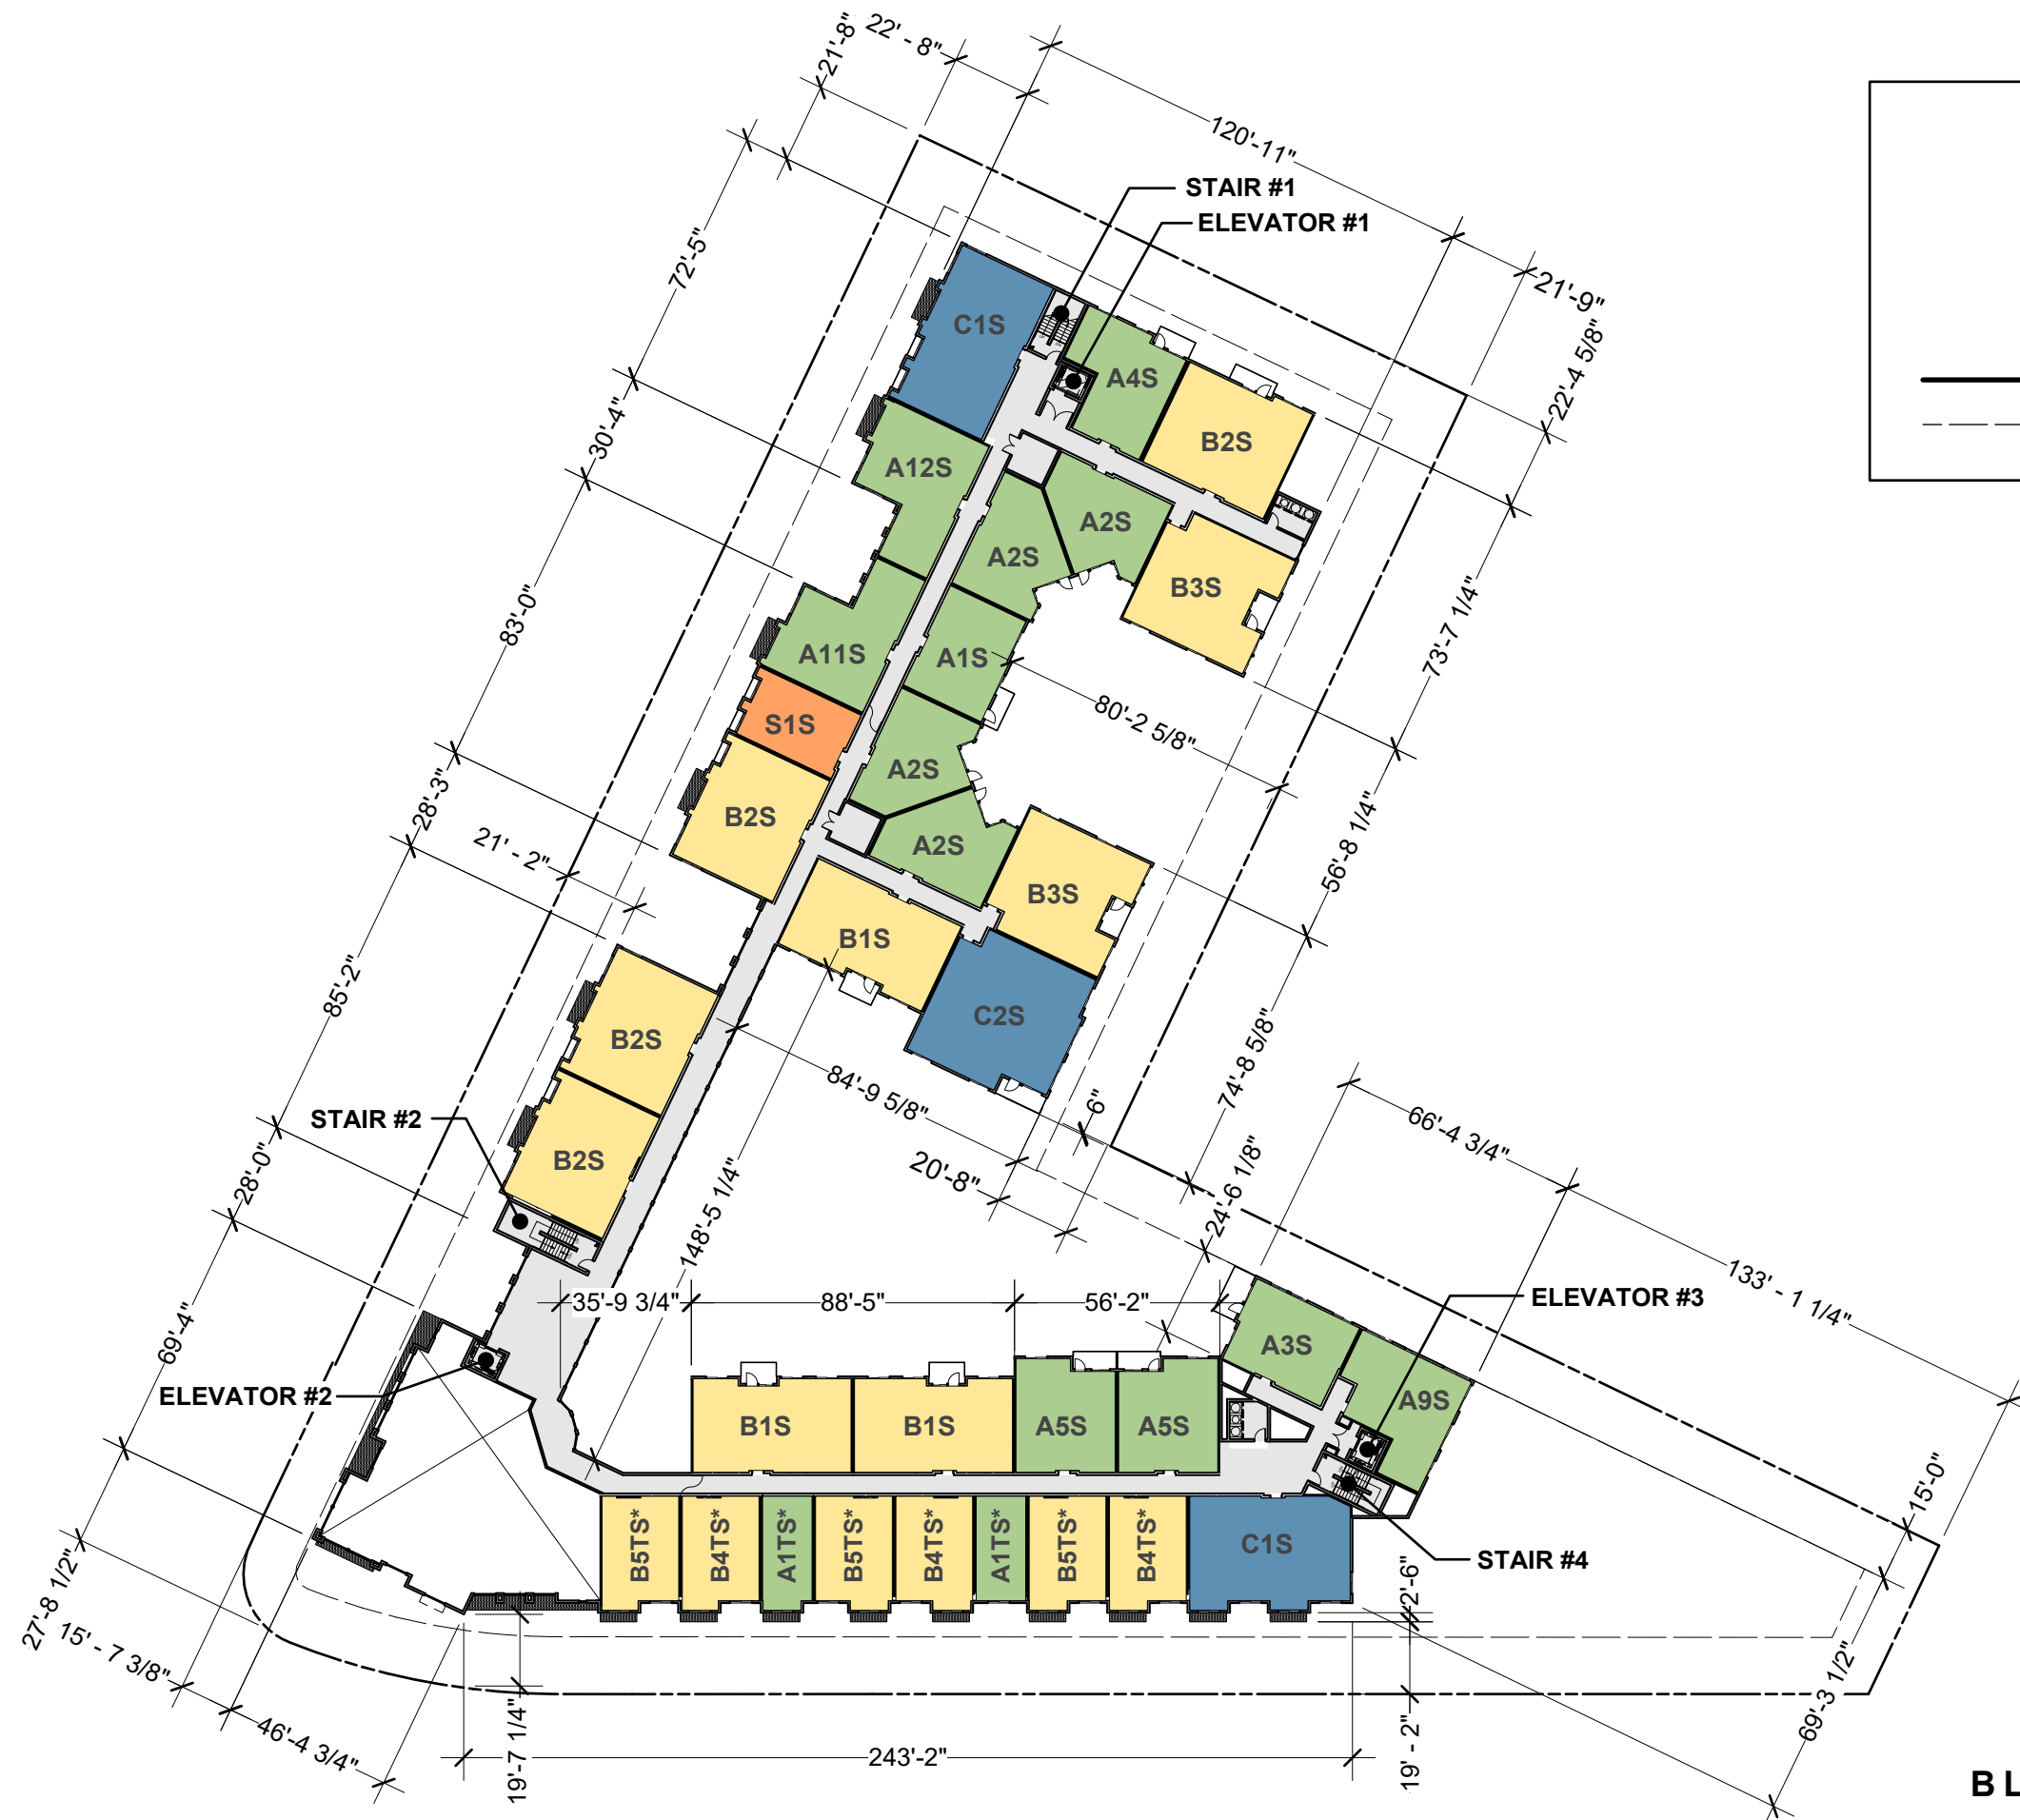 22' - 8"
21'-8"
120'-11"
STAIR #1
ELEVATOR #1
72'-5"
21'-9"
C1S
22'-4 5/8"
A4S
30'-4"
B2S
A12S
A2S
A2S
B3S
83'-0"
73'-7 1/4"
A11S
A1S
80'-2 5/8"
S1S
A2S
28'-3"
B2S
21' - 2"
A2S
56'-8 1/4"
B3S
B1S
85'-2"
C2S
B2S
74'-8 5/8"
84'-9 5/8"
6"
66'-4 3/4"
STAIR #2
B2S
28'-0"
20'-8"
24'-6 1/8"
148'-5 1/4"
133' - 1 1/4"
ELEVATOR #3
35'-9 3/4"
88'-5"
56'-2"
69'-4"
A3S
ELEVATOR #2
A9S
B1S
B1S
A5S
A5S
15'-0"
B5TS*
B4TS*
A1TS*
B5TS*
B4TS*
A1TS*
B5TS*
B4TS*
C1S
STAIR #4
2'-6"
27'-8 1/2"
15' - 7 3/8"
46'-4 3/4"
19'-7 1/4"
243'-2"
19' - 2"
69'-3 1/2"
BL